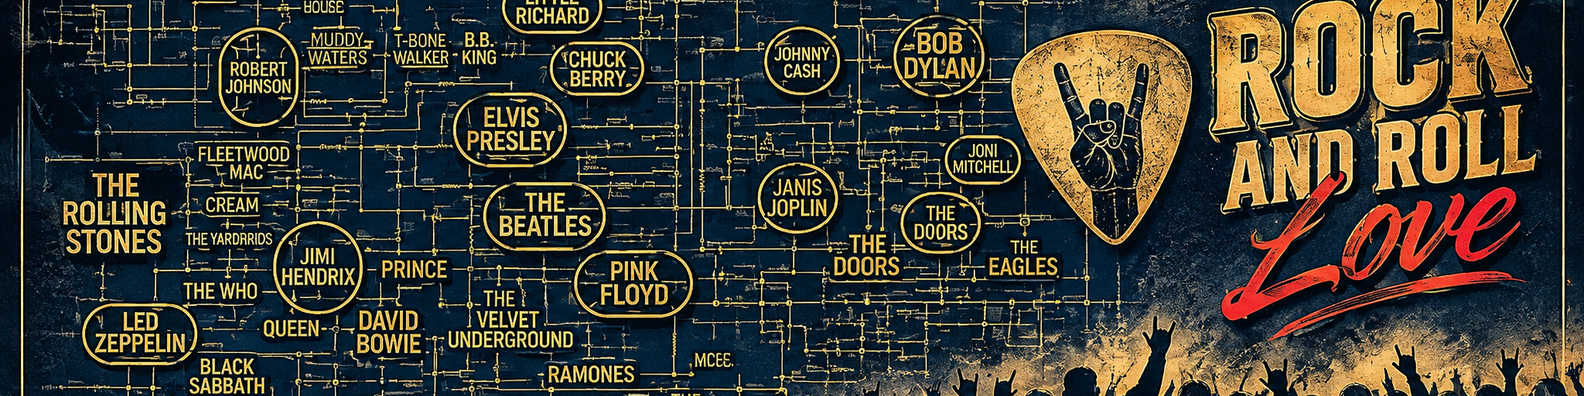 HOUSE
LITTLE
RICHARD
MUDDY
WATERS
T-BONE
WALKER
B.B.
KING
ROBERT
JOHNSON
CHUCK
BERRY
JOHNNY
CASH
BOB
DYLAN
ELVIS
PRESLEY
FLEETWOOD
MAC
JONI
MITCHELL
THE
ROLLING
STONES
CREAM
THE
BEATLES
JANIS
JOPLIN
THE
DOORS
THE YARDRRIDS
JIMI
HENDRIX
PRINCE
THE
DOORS
THE
EAGLES
PINK
FLOYD
THE WHO
LED
ZEPPELIN
QUEEN
DAVID
BOWIE
THE
VELVET
UNDERGROUND
BLACK
SABBATH
RAMONES
MCEE.
THE
ROCK
AND ROLL
Love